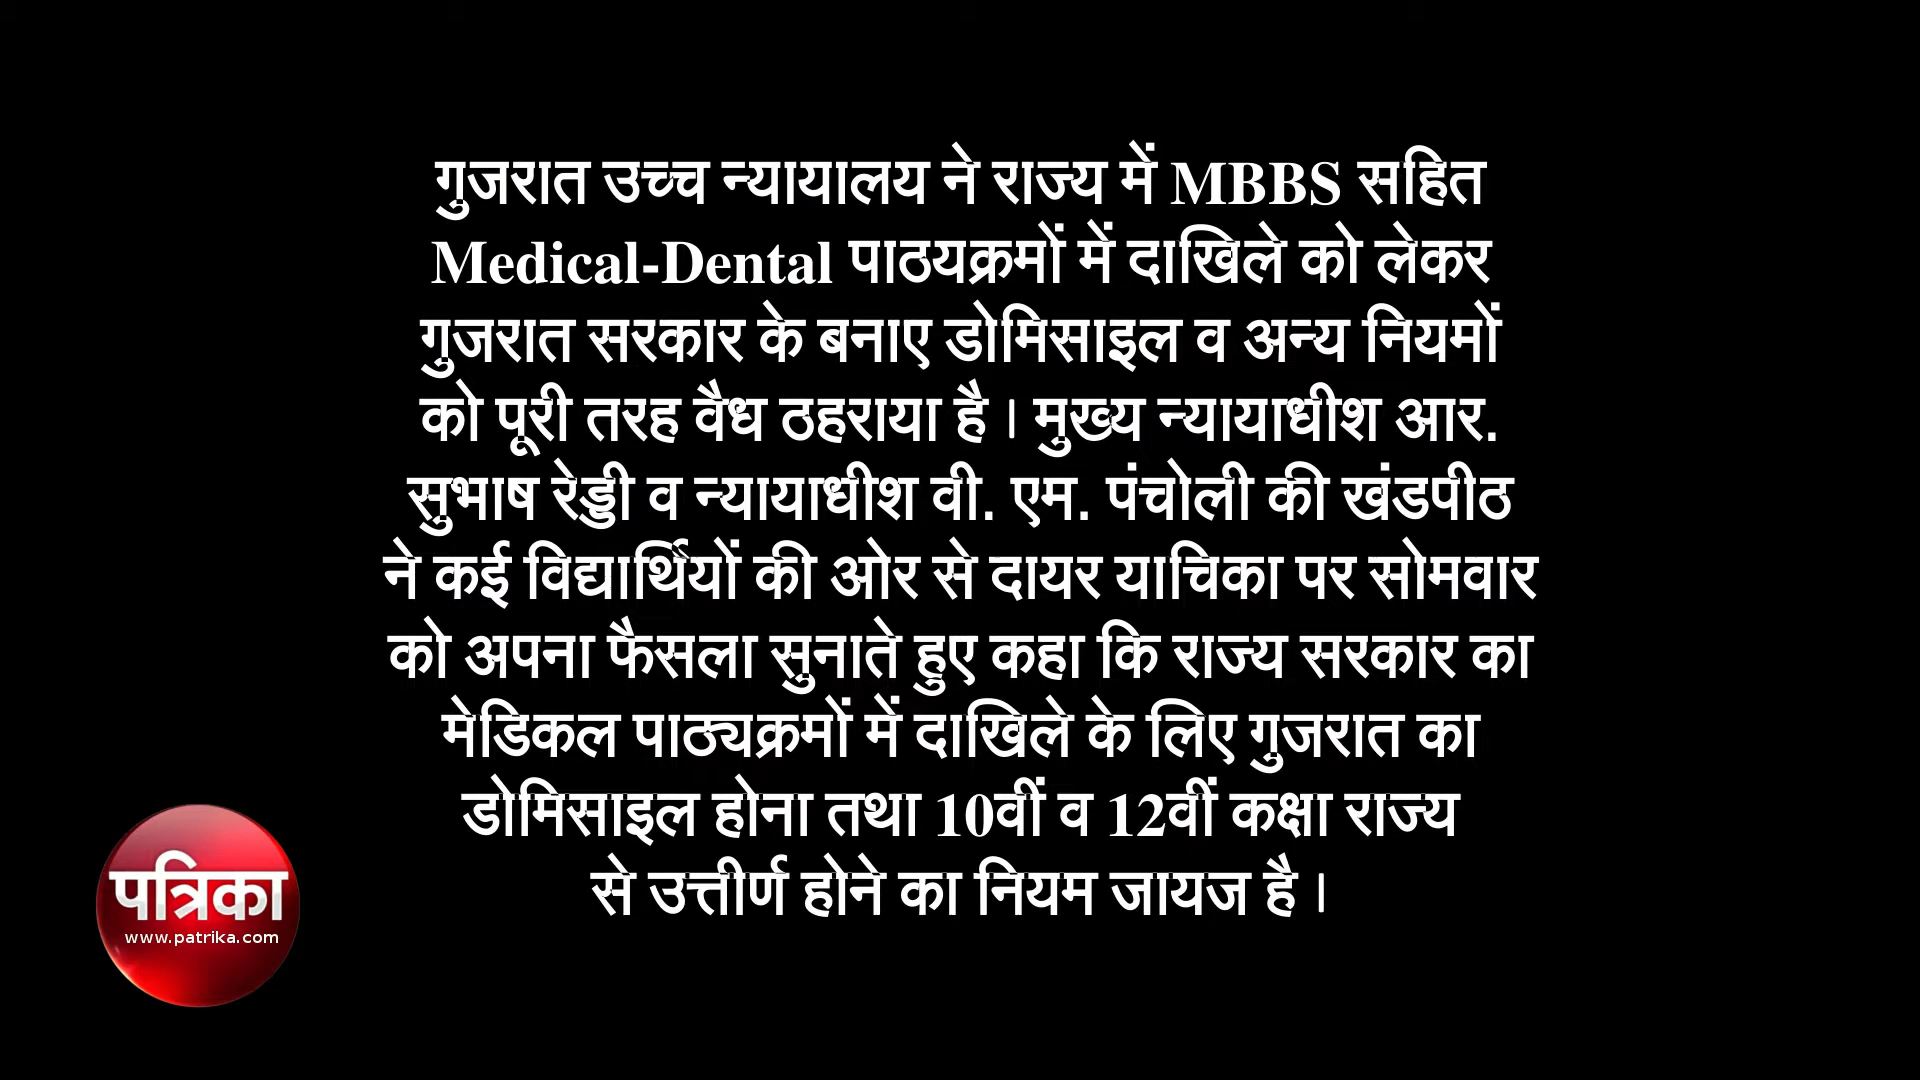 गुजरात उच्च न्यायालय ने राज्य में MBBS सहित
Medical-Dental पाठयक्रमों में दाखिले को लेकर
गुजरात सरकार के बनाए डोमिसाइल व अन्य नियमों
को पूरी तरह वैध ठहराया है। मुख्य न्यायाधीश आर.
सुभाष रेड्डी व न्यायाधीश वी. एम. पंचोली की खंडपीठ
ने कई विद्यार्थियों की ओर से दायर याचिका पर सोमवार
को अपना फैसला सुनाते हुए कहा कि राज्य सरकार का
मेडिकल पाठ्यक्रमों में दाखिले के लिए गुजरात का
डोमिसाइल होना तथा 10वीं व 12वीं कक्षा राज्य
से उत्तीर्ण होने का नियम जायज है।
पत्रिका
www.patrika.com